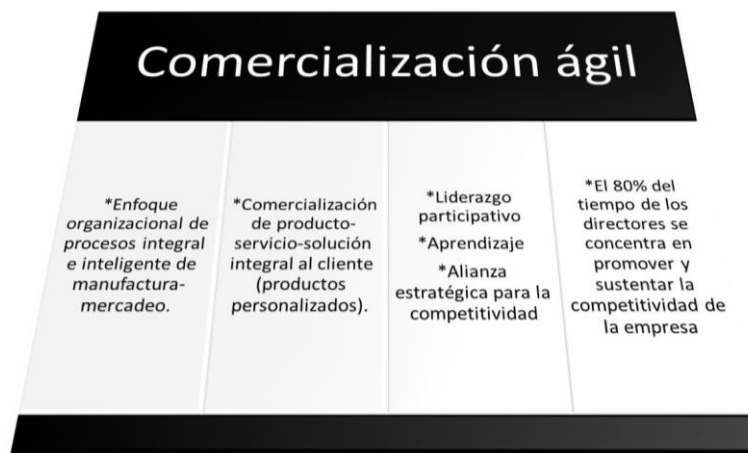 Comercialización ágil
*Enfoque
organizacional de
procesos integral
e inteligente de
manufactura-
mercadeo.
*Comercialización
de producto-
servicio-solución
integral al cliente
(productos
personalizados).
*Liderazgo
participativo
*Aprendizaje
*Alianza
estratégica para la
competitividad
*El 80% del
tiempo de los
directores se
concentra en
promover y
sustentar la
competitividad de
la empresa